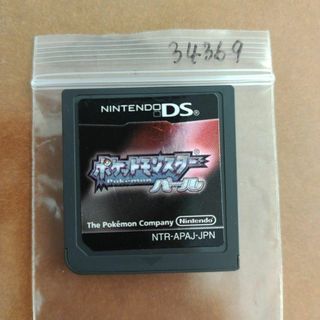 34369
NINTENDO DS
ポケットモンスター
Pokémon
パール
The Pokémon Company Nintendo
NTR-APAJ-JPN